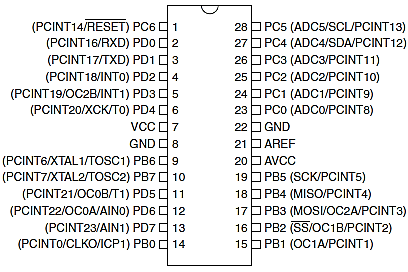 (PCINT14/RESET) PC6 1 28 PC5 (ADC5/SCL/PCINT13)
(PCINT16/RXD) PD0 2 27 PC4 (ADC4/SDA/PCINT12)
(PCINT17/TXD) PD1 3 26 PC3 (ADC3/PCINT11)
(PCINT18/INT0) PD2 4 25 PC2 (ADC2/PCINT10)
(PCINT19/OC2B/INT1) PD3 5 24 PC1 (ADC1/PCINT9)
(PCINT20/XCK/T0) PD4 6 23 PC0 (ADC0/PCINT8)
VCC 7 22 GND
GND 8 21 AREF
(PCINT6/XTAL1/TOSC1) PB6 9 20 AVCC
(PCINT7/XTAL2/TOSC2) PB7 10 19 PB5 (SCK/PCINT5)
(PCINT21/OC0B/T1) PD5 11 18 PB4 (MISO/PCINT4)
(PCINT22/OC0A/AIN0) PD6 12 17 PB3 (MOSI/OC2A/PCINT3)
(PCINT23/AIN1) PD7 13 16 PB2 (SS/OC1B/PCINT2)
(PCINT0/CLKO/ICP1) PB0 14 15 PB1 (OC1A/PCINT1)